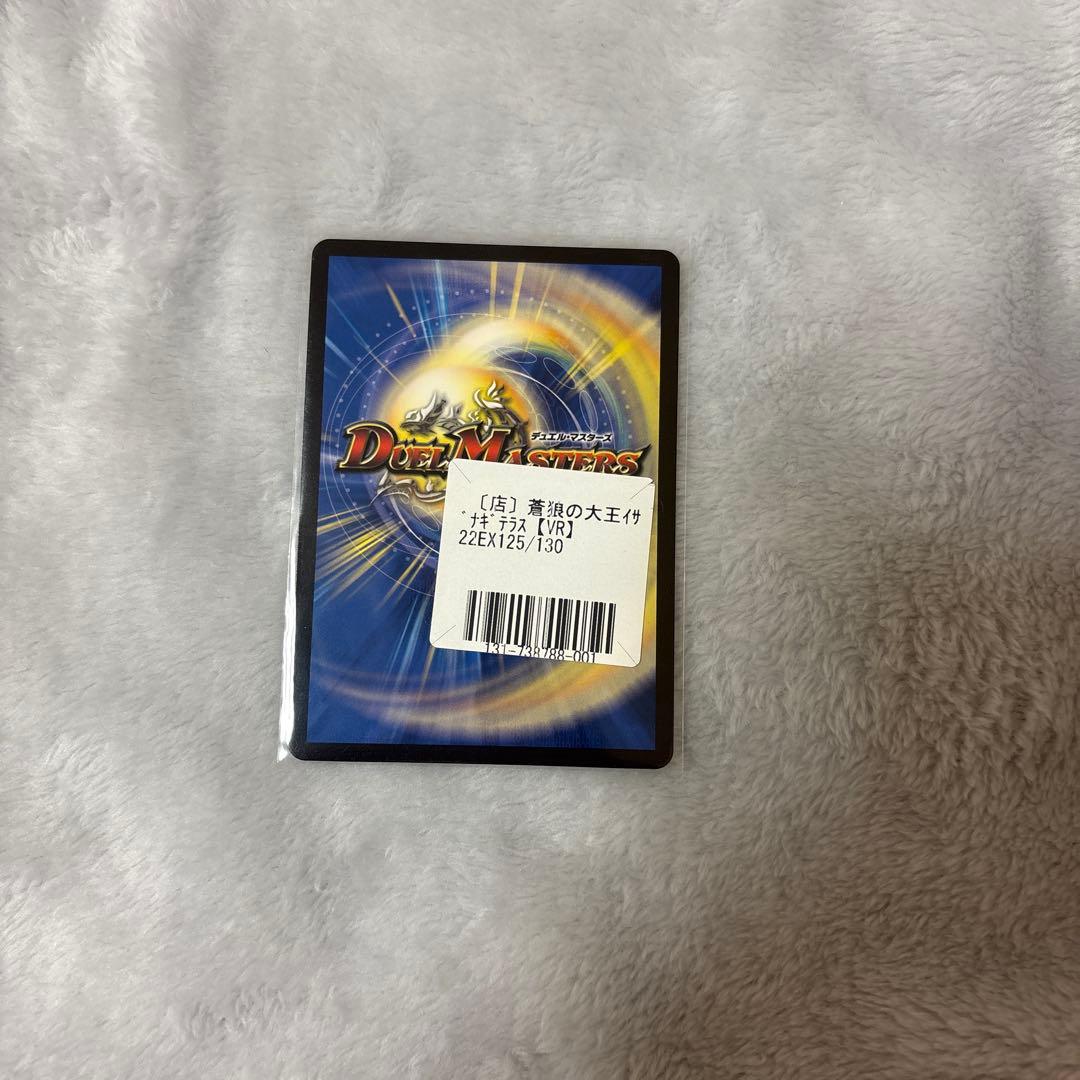 デュエル・マスターズ
DUEL MASTERS
〔店〕蒼狼の大王ｲｻ
ﾞﾅｷﾞﾃﾗｽ【VR】
22EX125/130
131-738788-001